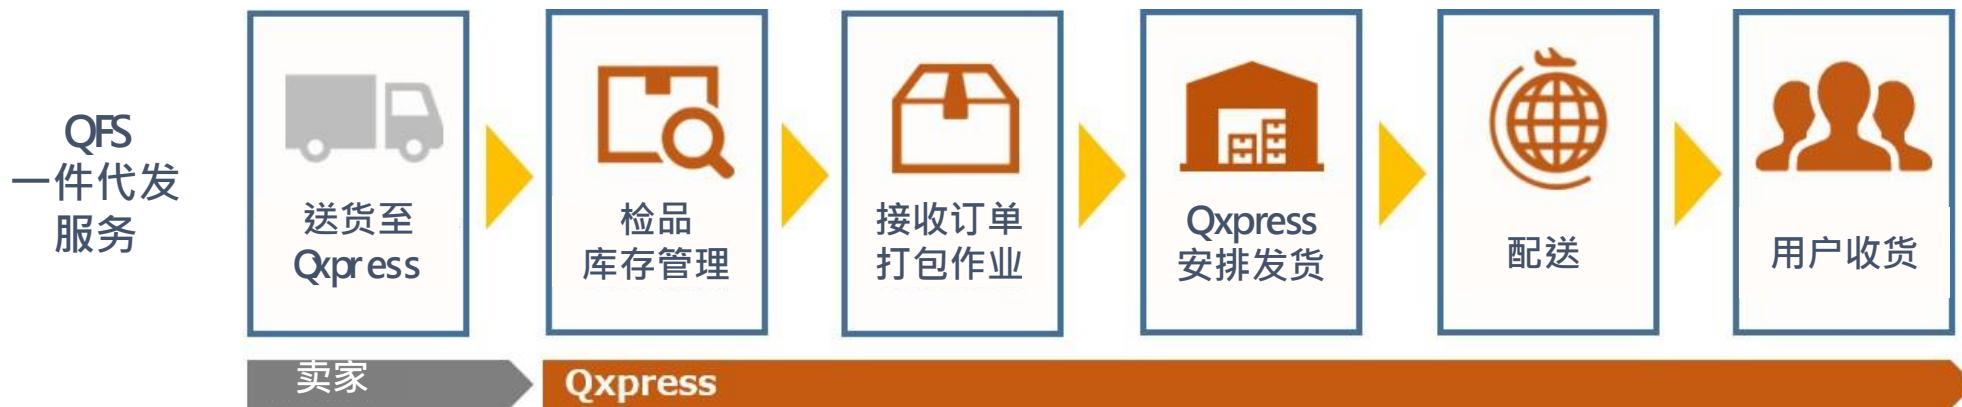 QFS
一件代发
服务
送货至
Qxpress
检品
库存管理
接收订单
打包作业
Qxpress
安排发货
配送
用户收货
卖家
Qxpress